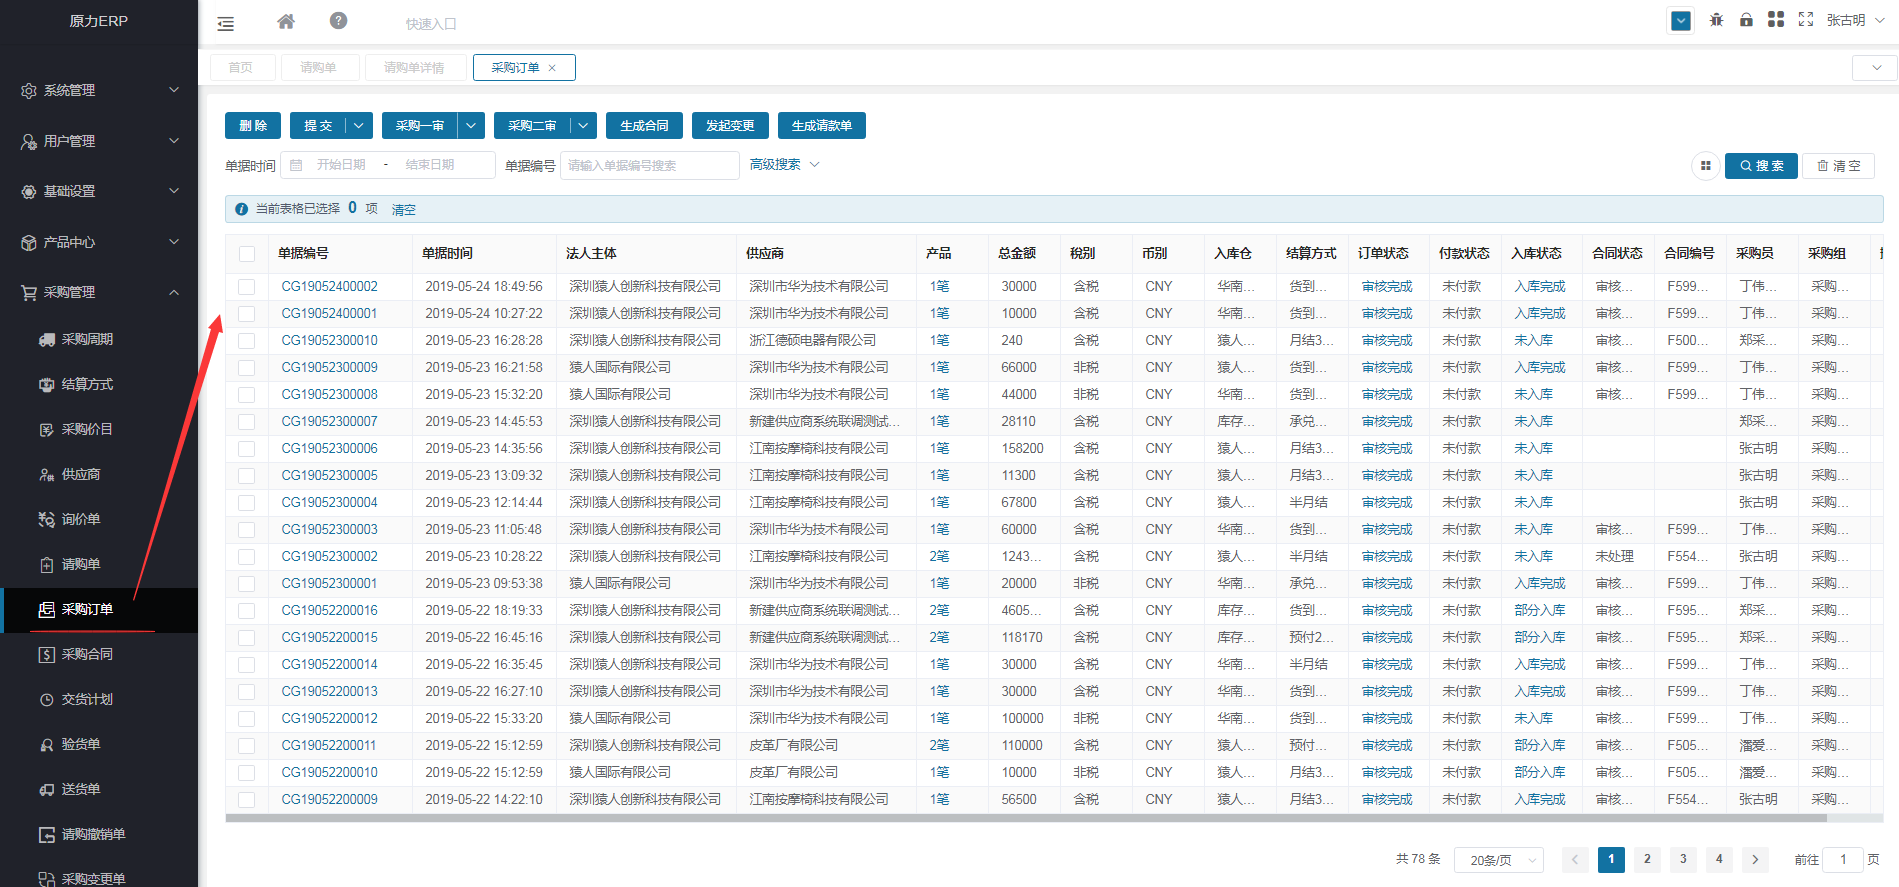 原力ERP
快速入口
张古明
首页
请购单
请购单详情
采购订单 ×
系统管理
用户管理
基础设置
产品中心
采购管理
采购周期
结算方式
采购价目
供应商
询价单
请购单
采购订单
采购合同
交货计划
验货单
送货单
请购撤销单
采购变更单
删 除 提 交 采购一审 采购二审 生成合同 发起变更 生成请款单
单据时间 开始日期 - 结束日期 单据编号 请输入单据编号搜索 高级搜索 搜 索 清 空
当前表格已选择 0 项 清空
单据编号 单据时间 法人主体 供应商 产品 总金额 税别 币别 入库仓 结算方式 订单状态 付款状态 入库状态 合同状态 合同编号 采购员 采购组
CG19052400002 2019-05-24 18:49:56 深圳猿人创新科技有限公司 深圳市华为技术有限公司 1笔 30000 含税 CNY 华南... 货到... 审核完成 未付款 入库完成 审核... F599... 丁伟... 采购...
CG19052400001 2019-05-24 10:27:22 深圳猿人创新科技有限公司 深圳市华为技术有限公司 1笔 10000 含税 CNY 华南... 货到... 审核完成 未付款 入库完成 审核... F599... 丁伟... 采购...
CG19052300010 2019-05-23 16:28:28 深圳猿人创新科技有限公司 浙江德硕电器有限公司 1笔 240 含税 CNY 猿人... 月结3... 审核完成 未付款 未入库 审核... F500... 郑采... 采购...
CG19052300009 2019-05-23 16:21:58 猿人国际有限公司 深圳市华为技术有限公司 1笔 66000 非税 CNY 猿人... 货到... 审核完成 未付款 入库完成 审核... F599... 丁伟... 采购...
CG19052300008 2019-05-23 15:32:20 猿人国际有限公司 深圳市华为技术有限公司 1笔 44000 非税 CNY 华南... 货到... 审核完成 未付款 未入库 审核... F599... 丁伟... 采购...
CG19052300007 2019-05-23 14:45:53 深圳猿人创新科技有限公司 新建供应商系统联调测试... 1笔 28110 含税 CNY 库存... 承兑... 审核完成 未付款 未入库 郑采... 采购...
CG19052300006 2019-05-23 14:35:56 深圳猿人创新科技有限公司 江南按摩椅科技有限公司 1笔 158200 含税 CNY 猿人... 月结3... 审核完成 未付款 未入库 张古明 采购...
CG19052300005 2019-05-23 13:09:32 深圳猿人创新科技有限公司 江南按摩椅科技有限公司 1笔 11300 含税 CNY 猿人... 月结3... 审核完成 未付款 未入库 张古明 采购...
CG19052300004 2019-05-23 12:14:44 深圳猿人创新科技有限公司 江南按摩椅科技有限公司 1笔 67800 含税 CNY 猿人... 半月结 审核完成 未付款 未入库 张古明 采购...
CG19052300003 2019-05-23 11:05:48 深圳猿人创新科技有限公司 深圳市华为技术有限公司 1笔 60000 含税 CNY 华南... 货到... 审核完成 未付款 未入库 审核... F599... 丁伟... 采购...
CG19052300002 2019-05-23 10:28:22 深圳猿人创新科技有限公司 江南按摩椅科技有限公司 2笔 1243... 含税 CNY 猿人... 半月结 审核完成 未付款 未入库 未处理 F554... 张古明 采购...
CG19052300001 2019-05-23 09:53:38 猿人国际有限公司 深圳市华为技术有限公司 1笔 20000 非税 CNY 华南... 承兑... 审核完成 未付款 入库完成 审核... F599... 丁伟... 采购...
CG19052200016 2019-05-22 18:19:33 深圳猿人创新科技有限公司 新建供应商系统联调测试... 2笔 4605... 含税 CNY 库存... 货到... 审核完成 未付款 部分入库 审核... F595... 郑采... 采购...
CG19052200015 2019-05-22 16:45:16 深圳猿人创新科技有限公司 新建供应商系统联调测试... 2笔 118170 含税 CNY 库存... 预付2... 审核完成 未付款 部分入库 审核... F595... 郑采... 采购...
CG19052200014 2019-05-22 16:35:45 深圳猿人创新科技有限公司 深圳市华为技术有限公司 1笔 30000 含税 CNY 华南... 半月结 审核完成 未付款 入库完成 审核... F599... 丁伟... 采购...
CG19052200013 2019-05-22 16:27:10 深圳猿人创新科技有限公司 深圳市华为技术有限公司 1笔 30000 含税 CNY 华南... 货到... 审核完成 未付款 入库完成 审核... F599... 丁伟... 采购...
CG19052200012 2019-05-22 15:33:20 猿人国际有限公司 深圳市华为技术有限公司 1笔 100000 非税 CNY 华南... 货到... 审核完成 未付款 未入库 审核... F599... 丁伟... 采购...
CG19052200011 2019-05-22 15:12:59 深圳猿人创新科技有限公司 皮革厂有限公司 2笔 110000 含税 CNY 猿人... 预付... 审核完成 未付款 部分入库 审核... F505... 潘爱... 采购...
CG19052200010 2019-05-22 15:12:59 猿人国际有限公司 皮革厂有限公司 1笔 10000 非税 CNY 猿人... 月结3... 审核完成 未付款 部分入库 审核... F505... 潘爱... 采购...
CG19052200009 2019-05-22 14:22:10 深圳猿人创新科技有限公司 江南按摩椅科技有限公司 1笔 56500 含税 CNY 猿人... 月结3... 审核完成 未付款 入库完成 审核... F554... 张古明 采购...
共 78 条 20条/页 1 2 3 4 前往 1 页